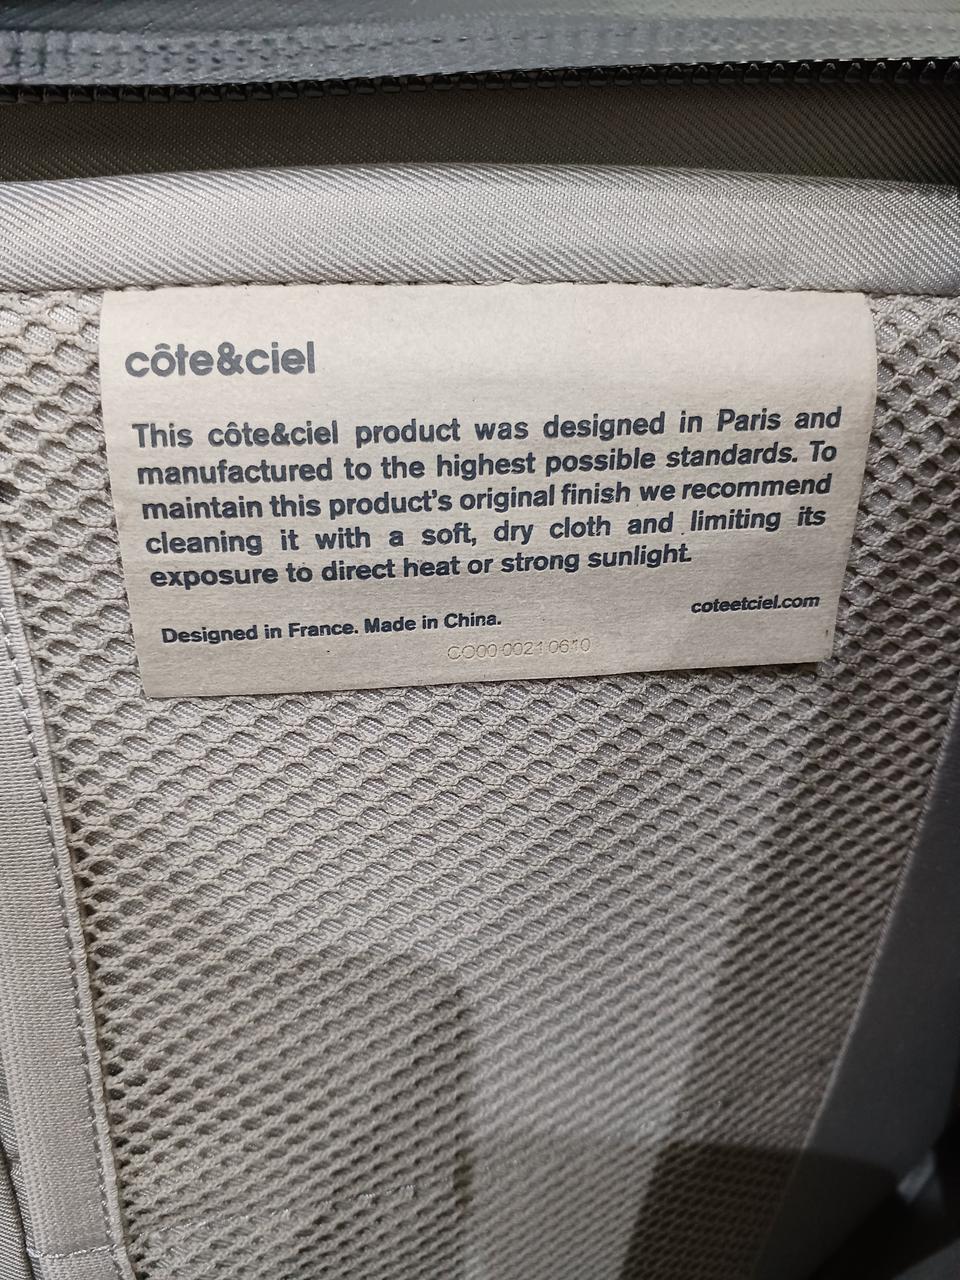 côte&ciel
This côte&ciel product was designed in Paris and
manufactured to the highest possible standards. To
maintain this product's original finish we recommend
cleaning it with a soft, dry cloth and limiting its
exposure to direct heat or strong sunlight.
coteetciel.com
Designed in France. Made in China.